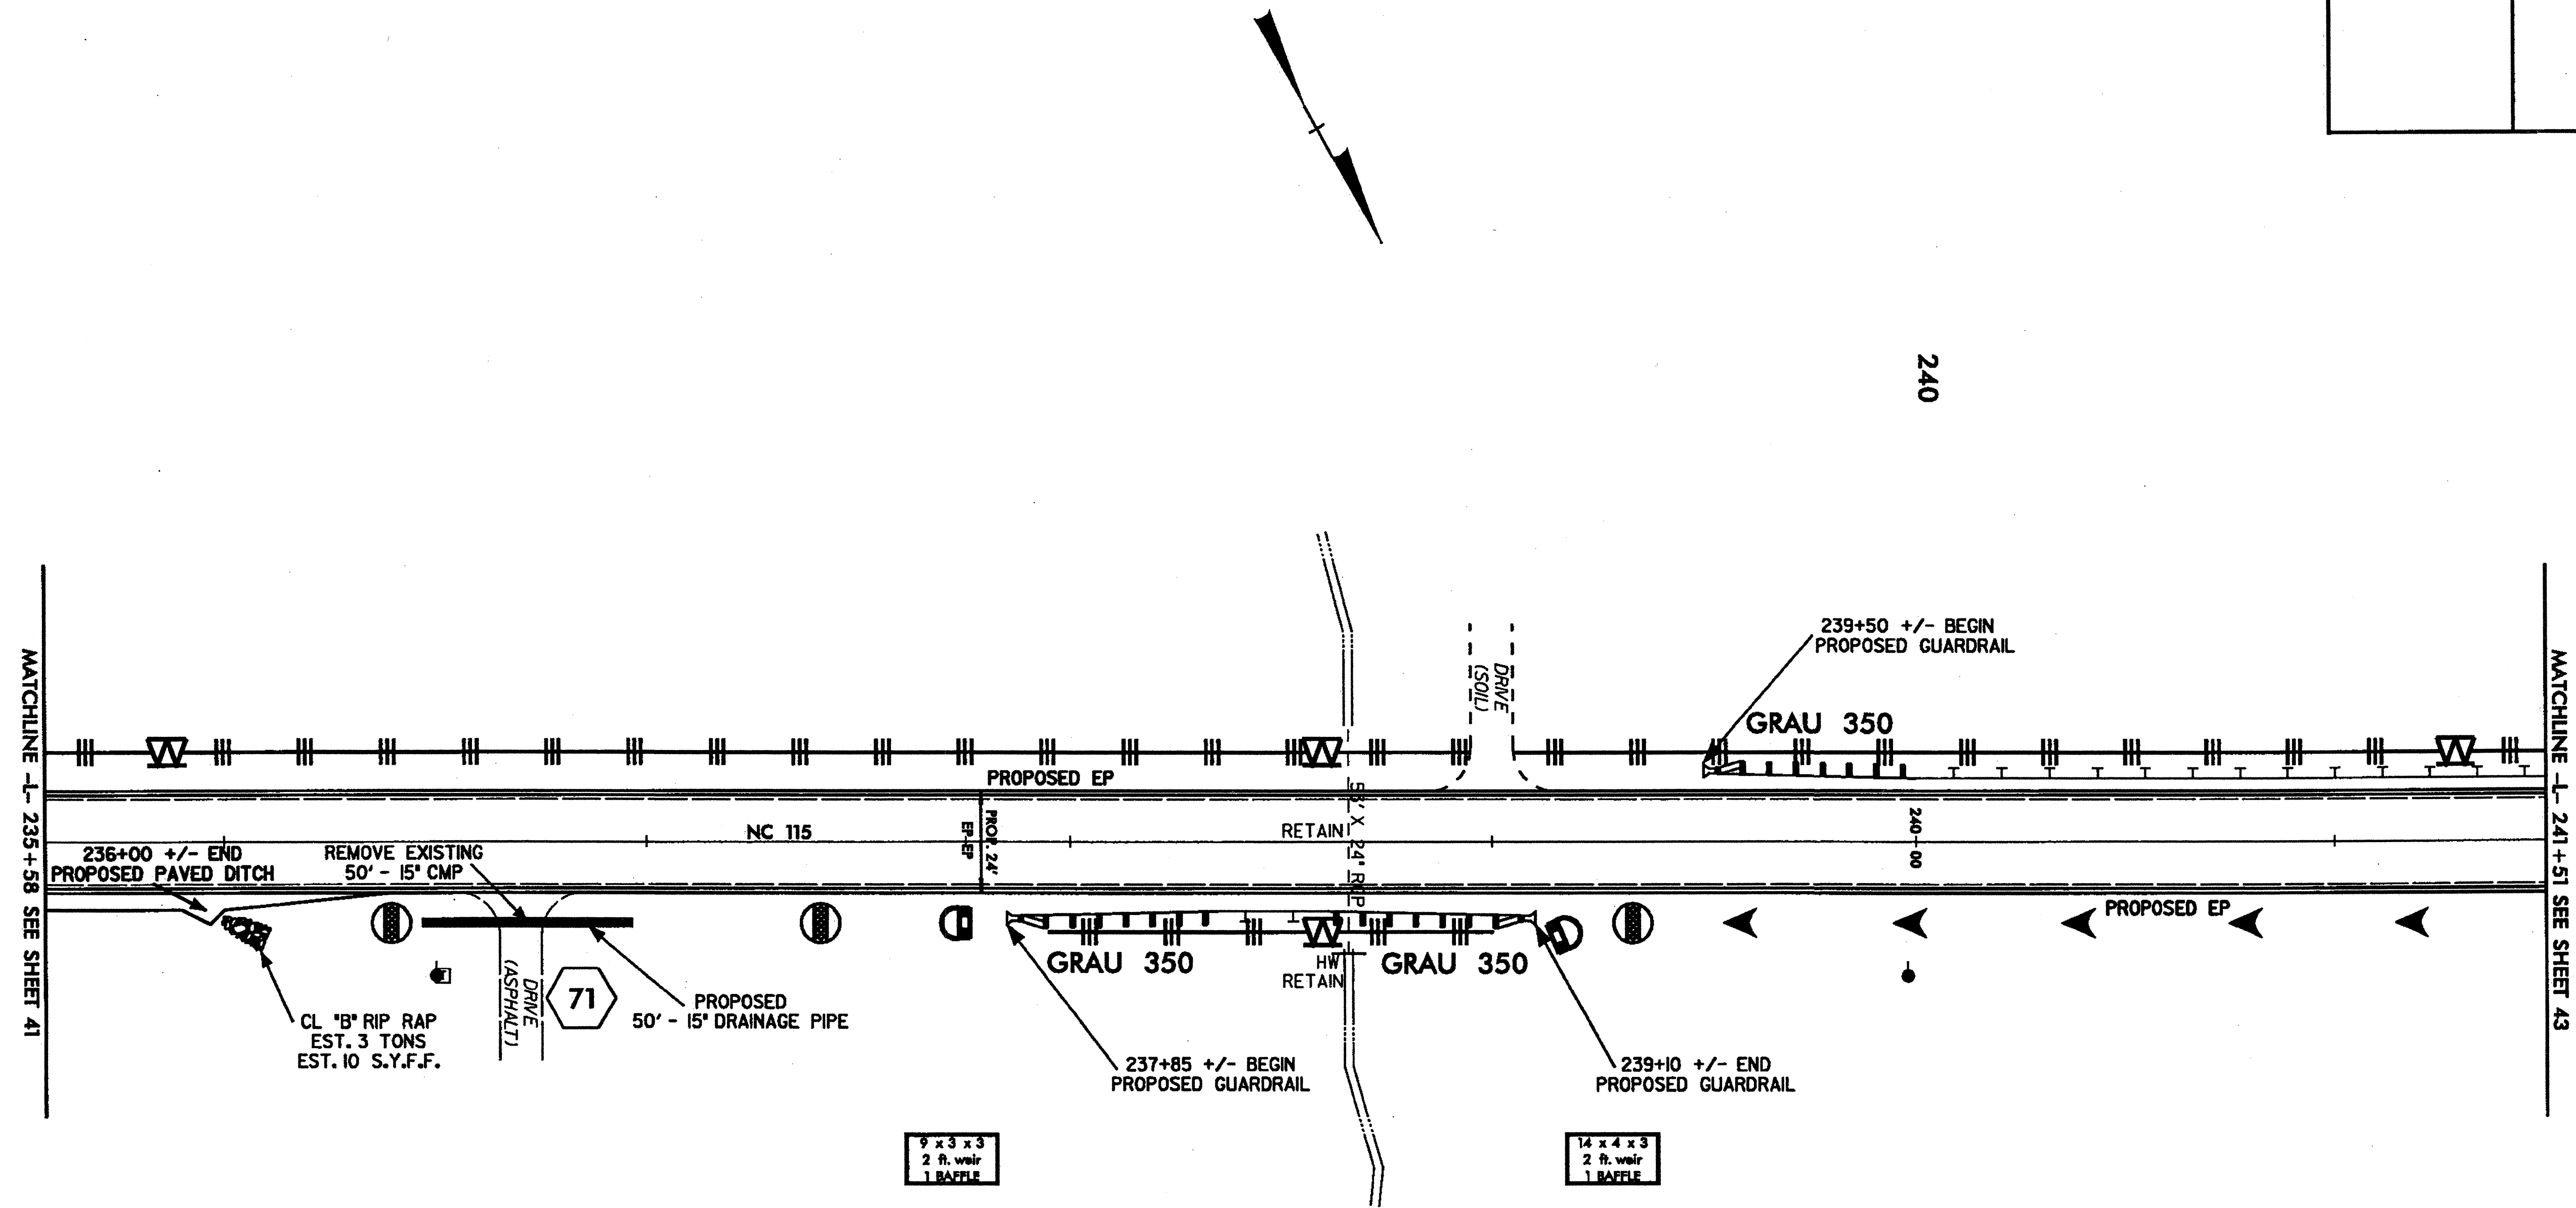 240
239+50 +/- BEGIN
PROPOSED GUARDRAIL
DRIVE
(SOIL)
GRAU 350
PROPOSED EP
MATCHLINE -L- 235+58 SEE SHEET 41
MATCHLINE -L- 241+51 SEE SHEET 43
NC 115
PROP. 24'
EP-EP
RETAIN
53' X 24" RCP
240+00
236+00 +/- END
PROPOSED PAVED DITCH
REMOVE EXISTING
50' - 15" CMP
PROPOSED EP
GRAU 350
HW
RETAIN
GRAU 350
DRIVE
(ASPHALT)
71
PROPOSED
50' - 15" DRAINAGE PIPE
CL "B" RIP RAP
EST. 3 TONS
EST. 10 S.Y.F.F.
237+85 +/- BEGIN
PROPOSED GUARDRAIL
239+10 +/- END
PROPOSED GUARDRAIL
9 x 3 x 3
2 ft. weir
1 BAFFLE
14 x 4 x 3
2 ft. weir
1 BAFFLE